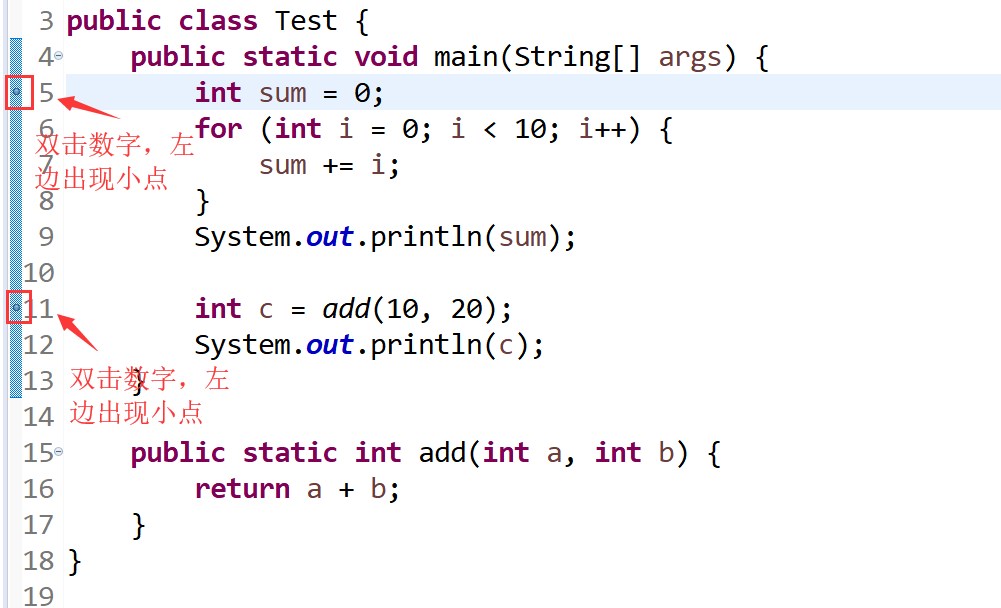 3 public class Test {
4 public static void main(String[] args) {
5 int sum = 0;
6 for (int i = 0; i < 10; i++) {
双击数字，左
7 sum += i;
边出现小点
8 }
9 System.out.println(sum);
10
11 int c = add(10, 20);
12 System.out.println(c);
13 }
双击数字，左
边出现小点
14
15 public static int add(int a, int b) {
16 return a + b;
17 }
18 }
19